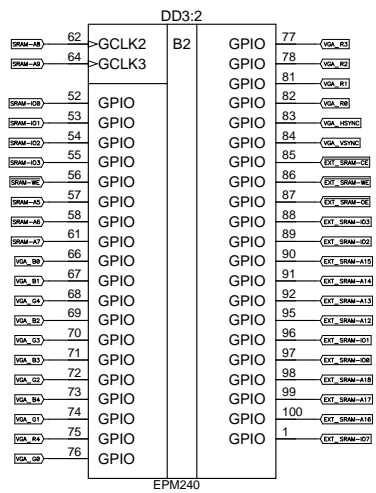 DD3:2
SRAM-A8 62 GCLK2 B2 GPIO 77 VGA_R3
SRAM-A9 64 GCLK3 GPIO 78 VGA_R2
GPIO 81 VGA_R1
SRAM-IO0 52 GPIO GPIO 82 VGA_R0
SRAM-IO1 53 GPIO GPIO 83 VGA_HSYNC
SRAM-IO2 54 GPIO GPIO 84 VGA_VSYNC
SRAM-IO3 55 GPIO GPIO 85 EXT_SRAM-CE
SRAM-WE 56 GPIO GPIO 86 EXT_SRAM-WE
SRAM-A5 57 GPIO GPIO 87 EXT_SRAM-OE
SRAM-A6 58 GPIO GPIO 88 EXT_SRAM-IO3
SRAM-A7 61 GPIO GPIO 89 EXT_SRAM-IO2
VGA_B0 66 GPIO GPIO 90 EXT_SRAM-A15
VGA_B1 67 GPIO GPIO 91 EXT_SRAM-A14
VGA_G4 68 GPIO GPIO 92 EXT_SRAM-A13
VGA_B2 69 GPIO GPIO 95 EXT_SRAM-A12
VGA_G3 70 GPIO GPIO 96 EXT_SRAM-IO1
VGA_B3 71 GPIO GPIO 97 EXT_SRAM-IO0
VGA_G2 72 GPIO GPIO 98 EXT_SRAM-A18
VGA_B4 73 GPIO GPIO 99 EXT_SRAM-A17
VGA_G1 74 GPIO GPIO 100 EXT_SRAM-A16
VGA_R4 75 GPIO GPIO 1 EXT_SRAM-IO7
VGA_G0 76 GPIO
EPM240